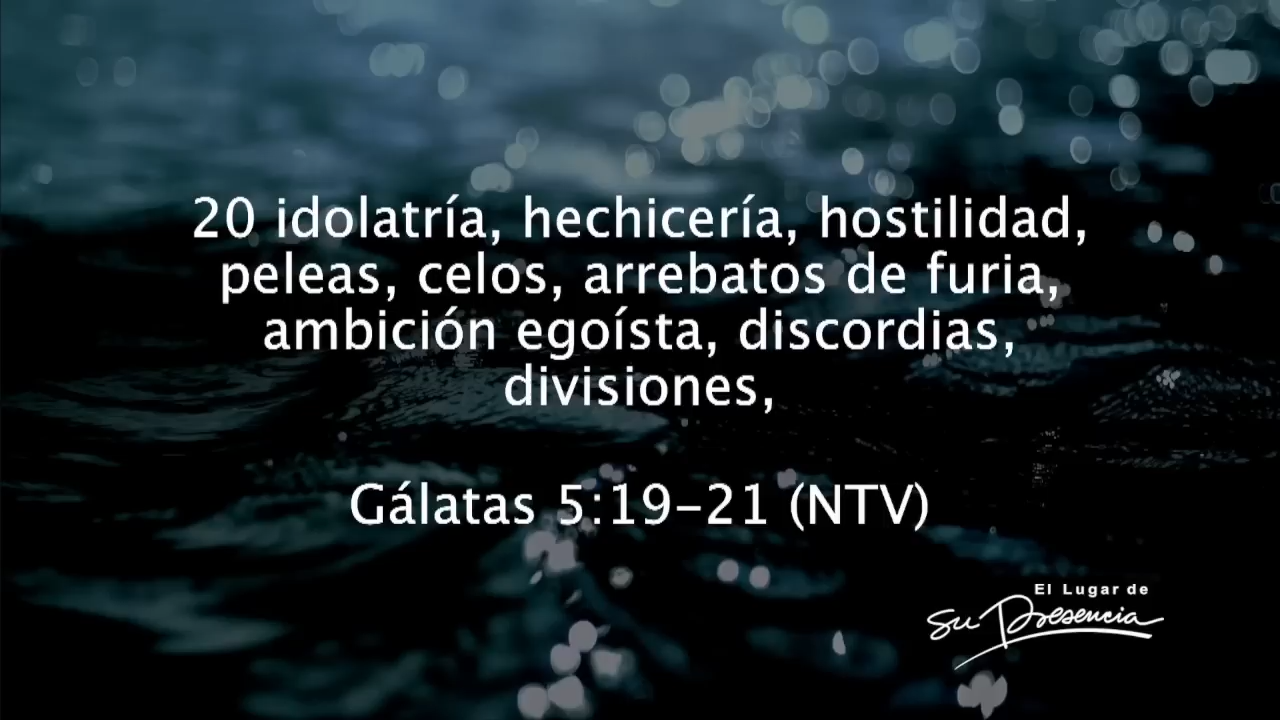 20 idolatría, hechicería, hostilidad,
peleas, celos, arrebatos de furia,
ambición egoísta, discordias,
divisiones,
Gálatas 5:19-21 (NTV)
El Lugar de
Su Presencia